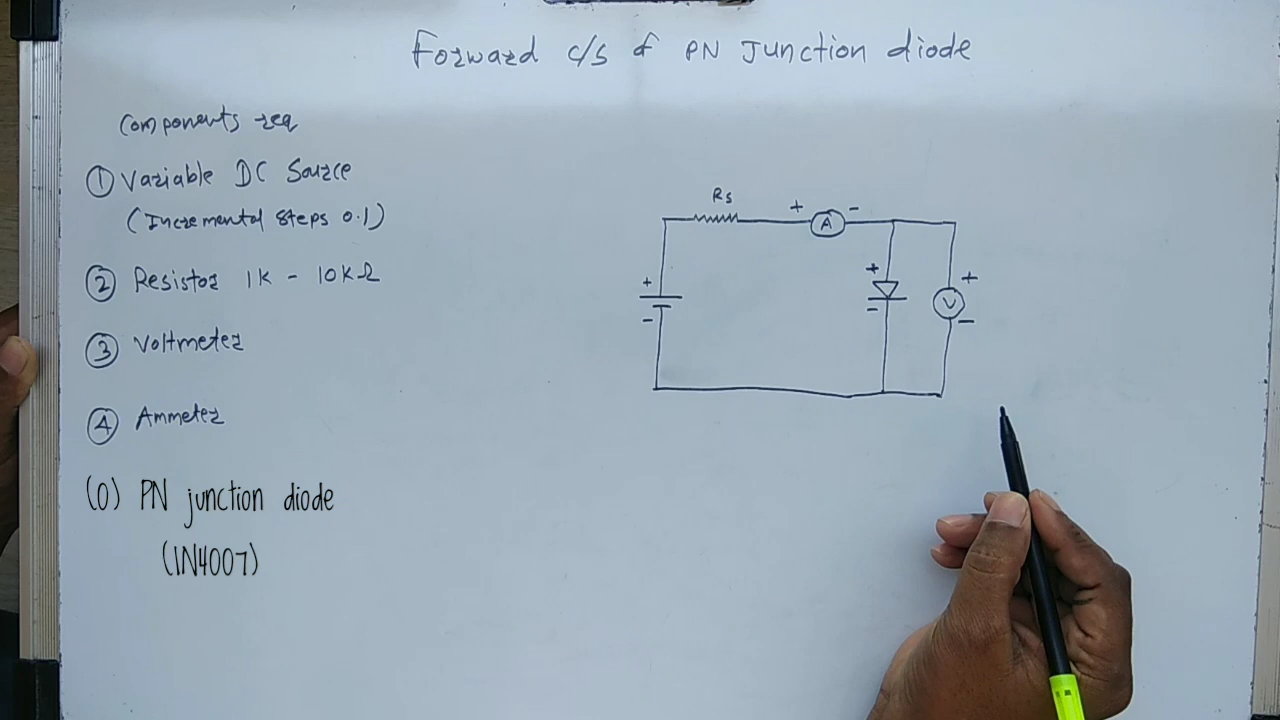 Forward c/s of PN Junction diode
Components req
① Variable DC Source
(Incremental Steps 0.1)
② Resistor 1K - 10KΩ
③ Voltmeter
④ Ammeter
(0) PN junction diode
(1N4007)
Rs
+ A -
+ -
+ -
V + -